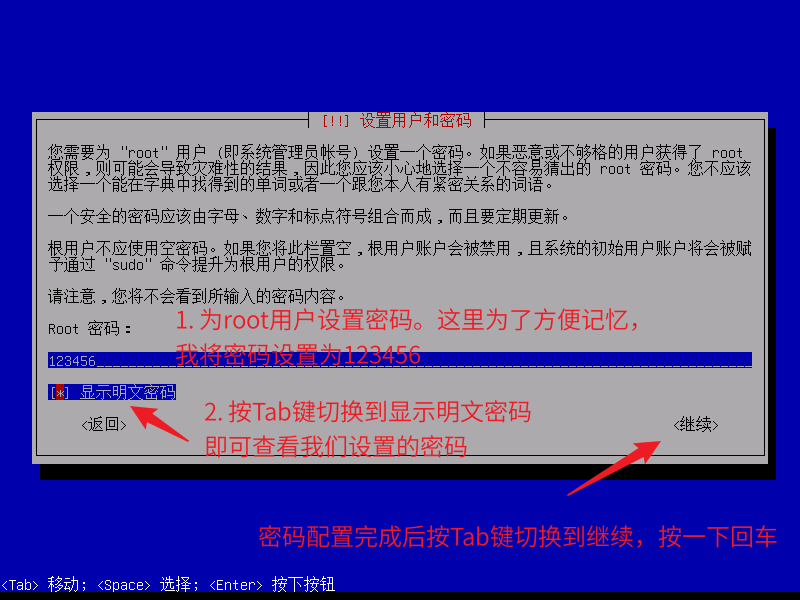 [!!] 设置用户和密码
您需要为 "root" 用户 (即系统管理员帐号) 设置一个密码。如果恶意或不够格的用户获得了 root
权限,则可能会导致灾难性的结果,因此您应该小心地选择一个不容易猜出的 root 密码。您不应该
选择一个能在字典中找得到的单词或者一个跟您本人有紧密关系的词语。
一个安全的密码应该由字母、数字和标点符号组合而成,而且要定期更新。
根用户不应使用空密码。如果您将此栏置空,根用户账户会被禁用,且系统的初始用户账户将会被赋
予通过 "sudo" 命令提升为根用户的权限。
请注意,您将不会看到所输入的密码内容。
Root 密码:
1. 为root用户设置密码。这里为了方便记忆，
我将密码设置为123456
123456
[*] 显示明文密码
2. 按Tab键切换到显示明文密码
即可查看我们设置的密码
<返回>
<继续>
密码配置完成后按Tab键切换到继续，按一下回车
<Tab> 移动; <Space> 选择; <Enter> 按下按钮